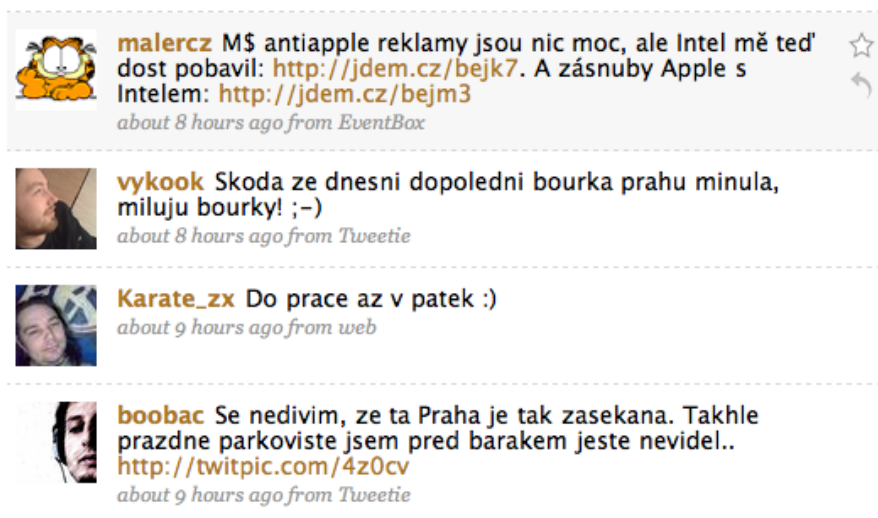 malercz M$ antiapple reklamy jsou nic moc, ale Intel mě teď
dost pobavil: http://jdem.cz/bejk7. A zásnuby Apple s
Intelem: http://jdem.cz/bejm3
about 8 hours ago from EventBox
vykook Skoda ze dnesni dopoledni bourka prahu minula,
miluju bourky! ;-)
about 8 hours ago from Tweetie
Karate_zx Do prace az v patek :)
about 9 hours ago from web
boobac Se nedivim, ze ta Praha je tak zasekana. Takhle
prazdne parkoviste jsem pred barakem jeste nevidel..
http://twitpic.com/4z0cv
about 9 hours ago from Tweetie